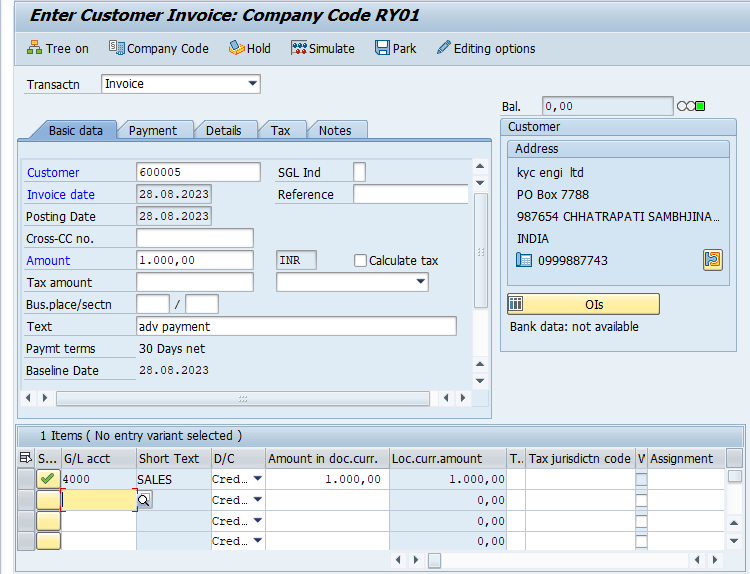 Enter Customer Invoice: Company Code RY01
Tree on Company Code Hold Simulate Park Editing options
Transactn Invoice
Bal. 0,00
Basic data Payment Details Tax Notes
Customer 600005 SGL Ind
Invoice date 28.08.2023 Reference
Posting Date 28.08.2023
Cross-CC no.
Amount 1.000,00 INR Calculate tax
Tax amount
Bus.place/sectn /
Text adv payment
Paymt terms 30 Days net
Baseline Date 28.08.2023
Customer
Address
kyc engi ltd
PO Box 7788
987654 CHHATRAPATI SAMBHJINA...
INDIA
0999887743
OIs
Bank data: not available
1 Items ( No entry variant selected )
S... G/L acct Short Text D/C Amount in doc.curr. Loc.curr.amount T.. Tax jurisdictn code V Assignment
4000 SALES Cred... 1.000,00 1.000,00
Cred... 0,00
Cred... 0,00
Cred... 0,00